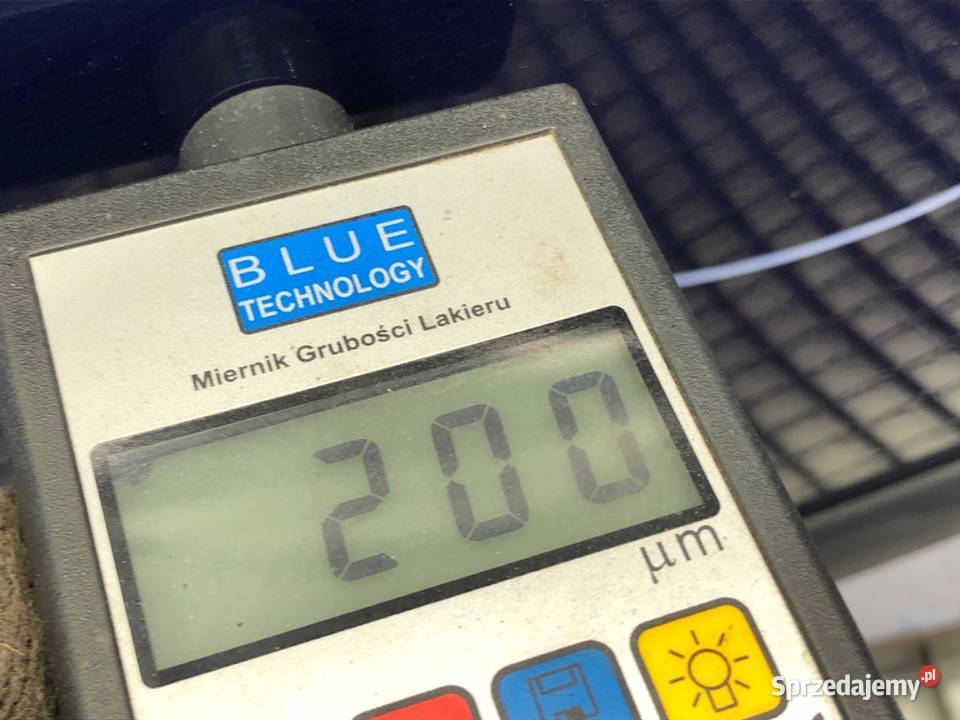 BLUE
TECHNOLOGY
Miernik Grubości Lakieru
200
µm
Sprzedajemy.pl